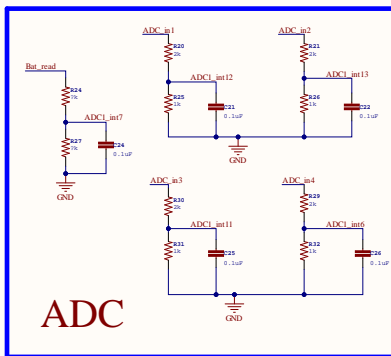 ADC_in1
R20
2k
ADC1_int12
R25
1k
C21
0.1uF
GND
ADC_in2
R21
2k
ADC1_int13
R26
1k
C22
0.1uF
Bat_read
R24
ADC1_int7
R27
C24
0.1uF
GND
ADC_in3
R30
2k
ADC1_int11
R31
1k
C25
0.1uF
GND
ADC_in4
R29
2k
ADC1_int6
R32
1k
C26
0.1uF
ADC